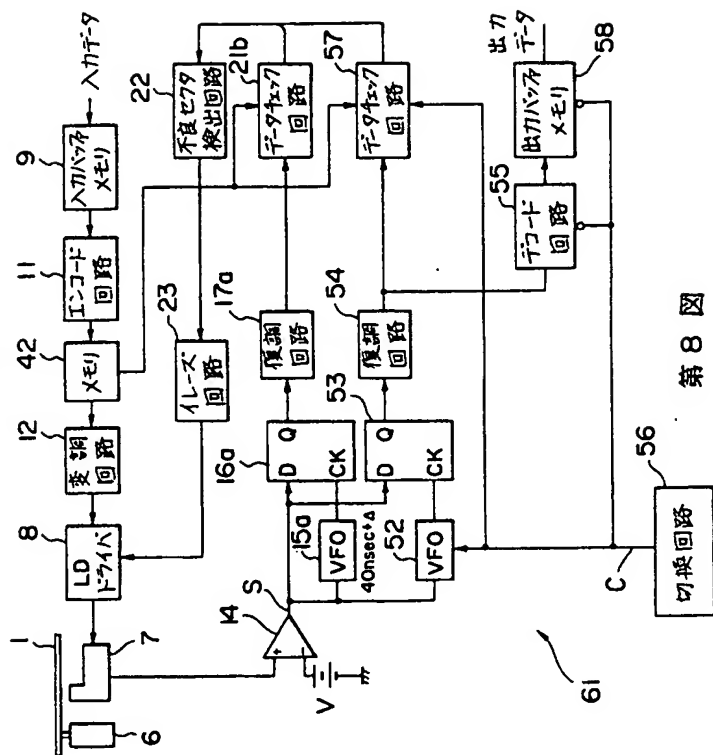 入力データ
9
入力バッファ
メモリ
11
エンコード
回路
42
メモリ
12
変調
回路
8
LD
ドライバ
1
7
6
22
不良セクタ
検出回路
21b
データチェック
回路
57
データチェック
回路
23
イレーズ
回路
17a
復調
回路
54
復調
回路
16a
D Q
CK
53
D Q
CK
15a
VFO
40nsec+Δ
52
VFO
S
14
+
−
V
出力
データ
58
出力バッファ
メモリ
55
デコード
回路
C
56
切換回路
61
第8図